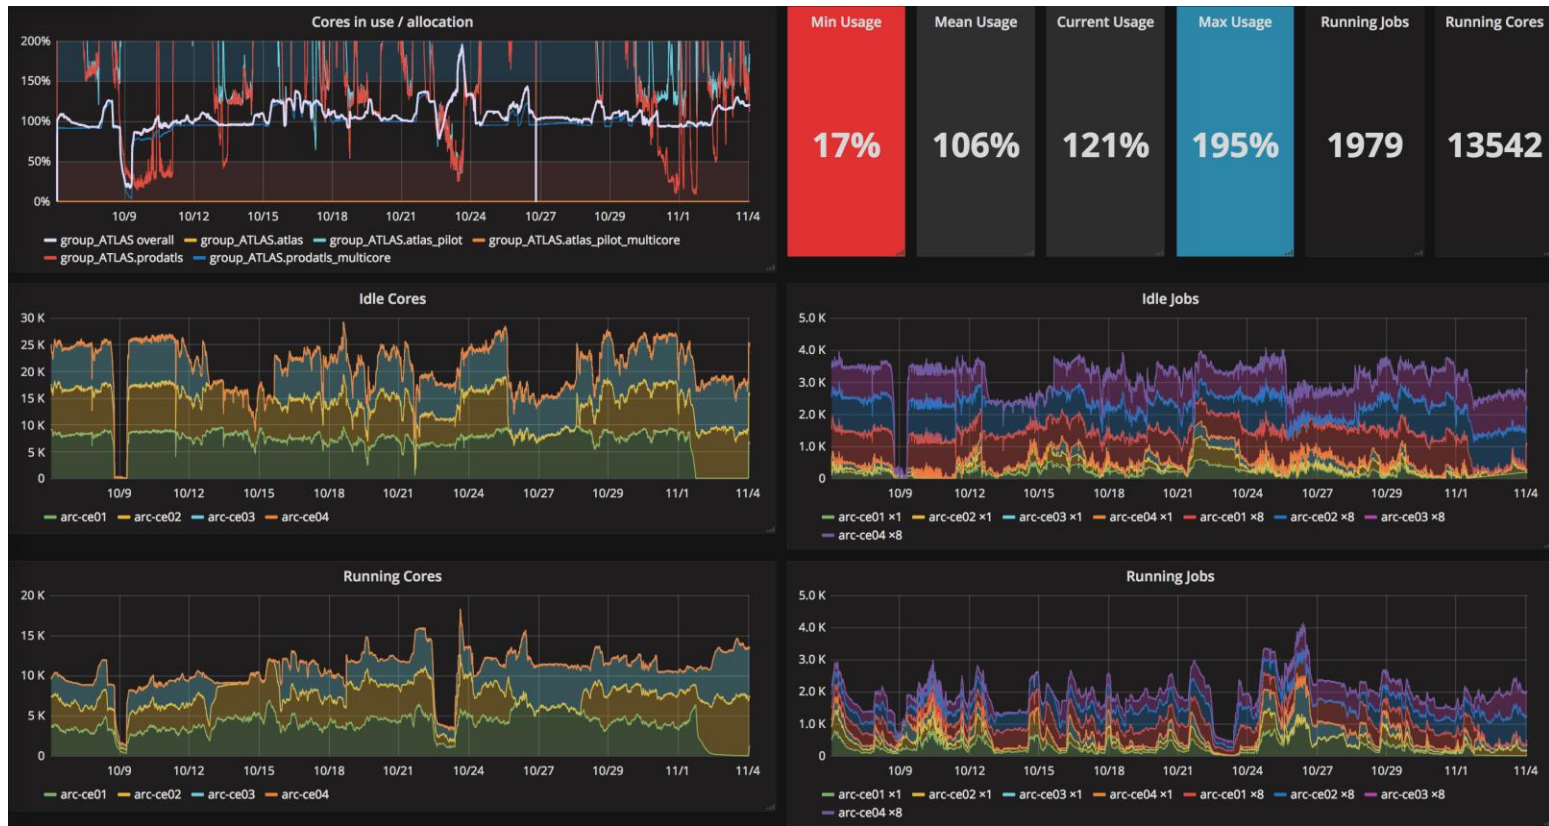 Cores in use / allocation
200%
150%
100%
50%
0%
10/9 10/12 10/15 10/18 10/21 10/24 10/27 10/29 11/1 11/4
group_ATLAS overall group_ATLAS.atlas group_ATLAS.atlas_pilot group_ATLAS.atlas_pilot_multicore
group_ATLAS.prodatls group_ATLAS.prodatls_multicore
Min Usage
17%
Mean Usage
106%
Current Usage
121%
Max Usage
195%
Running Jobs
1979
Running Cores
13542
Idle Cores
30 K
25 K
20 K
15 K
10 K
5 K
0
10/9 10/12 10/15 10/18 10/21 10/24 10/27 10/29 11/1 11/4
arc-ce01 arc-ce02 arc-ce03 arc-ce04
Idle Jobs
5.0 K
4.0 K
3.0 K
2.0 K
1.0 K
0
10/9 10/12 10/15 10/18 10/21 10/24 10/27 10/29 11/1 11/4
arc-ce01 ×1 arc-ce02 ×1 arc-ce03 ×1 arc-ce04 ×1 arc-ce01 ×8 arc-ce02 ×8 arc-ce03 ×8
arc-ce04 ×8
Running Cores
20 K
15 K
10 K
5 K
0
10/9 10/12 10/15 10/18 10/21 10/24 10/27 10/29 11/1 11/4
arc-ce01 arc-ce02 arc-ce03 arc-ce04
Running Jobs
5.0 K
4.0 K
3.0 K
2.0 K
1.0 K
0
10/9 10/12 10/15 10/18 10/21 10/24 10/27 10/29 11/1 11/4
arc-ce01 ×1 arc-ce02 ×1 arc-ce03 ×1 arc-ce04 ×1 arc-ce01 ×8 arc-ce02 ×8 arc-ce03 ×8
arc-ce04 ×8